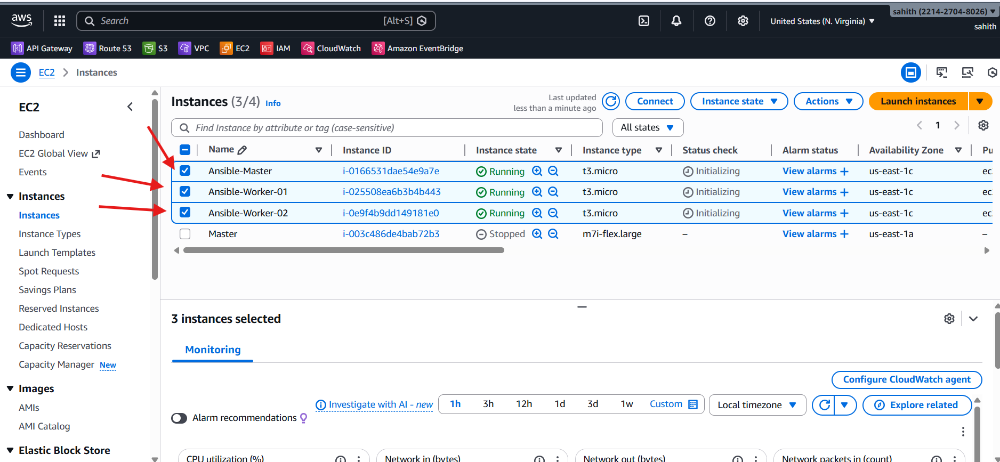 aws
Search
[Alt+S]
United States (N. Virginia)
sahith (2214-2704-8026)
sahith
API Gateway
Route 53
S3
VPC
EC2
IAM
CloudWatch
Amazon EventBridge
EC2
Instances
EC2
Dashboard
EC2 Global View
Events
Instances
Instances
Instance Types
Launch Templates
Spot Requests
Savings Plans
Reserved Instances
Dedicated Hosts
Capacity Reservations
Capacity Manager New
Images
AMIs
AMI Catalog
Elastic Block Store
Instances (3/4) Info
Last updated
less than a minute ago
Connect
Instance state
Actions
Launch instances
Find Instance by attribute or tag (case-sensitive)
All states
1
Name Instance ID Instance state Instance type Status check Alarm status Availability Zone Pu
Ansible-Master i-0166531dae54e9a7e Running t3.micro Initializing View alarms + us-east-1c ec
Ansible-Worker-01 i-025508ea6b3b4b443 Running t3.micro Initializing View alarms + us-east-1c ec
Ansible-Worker-02 i-0e9f4b9dd149181e0 Running t3.micro Initializing View alarms + us-east-1c ec
Master i-003c486de4bab72b3 Stopped m7i-flex.large – View alarms + us-east-1a –
3 instances selected
Monitoring
Configure CloudWatch agent
Investigate with AI - new
1h 3h 12h 1d 3d 1w Custom
Local timezone
Explore related
Alarm recommendations
CPU utilization (%)
Network in (bytes)
Network out (bytes)
Network packets in (count)